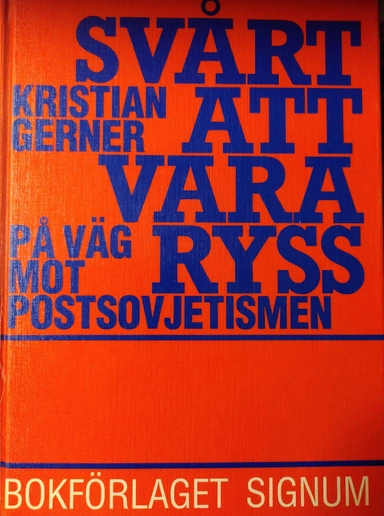 SVÅRT
ATT
VARA
RYSS
KRISTIAN
GERNER
PÅ VÄG
MOT
POSTSOVJETISMEN
BOKFÖRLAGET SIGNUM